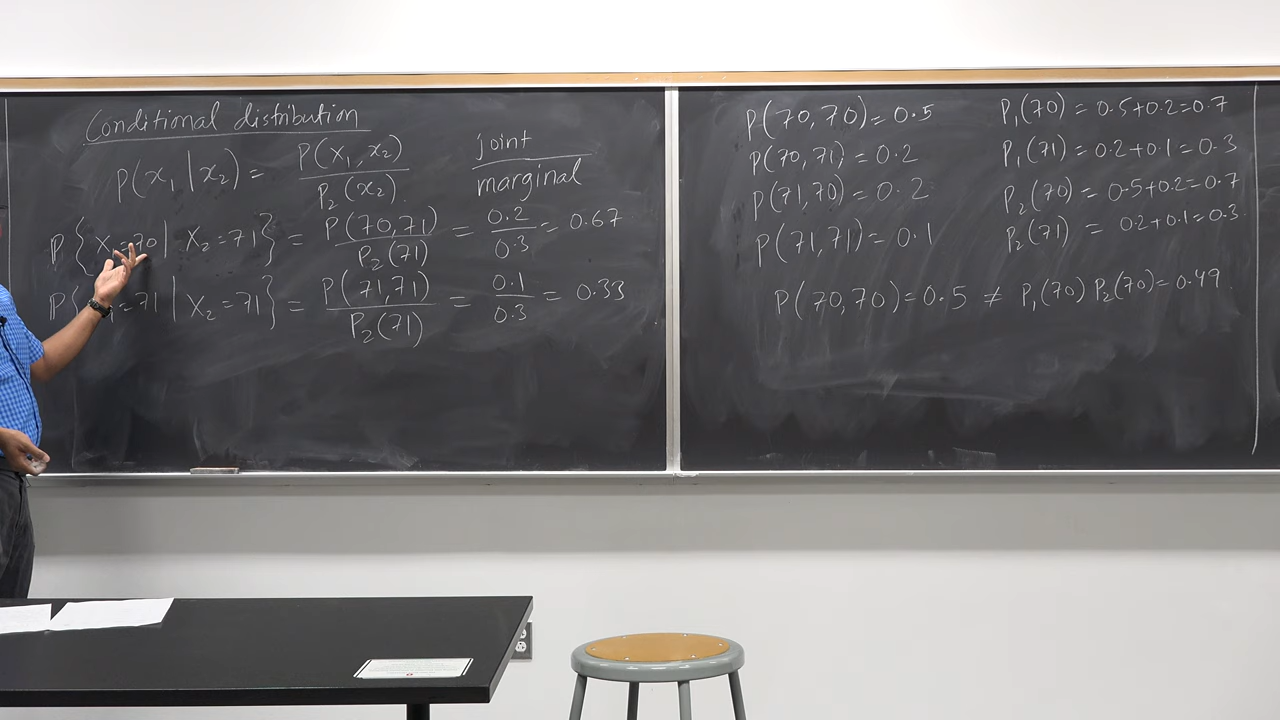 Conditional distribution
P(x₁|x₂) = P(x₁, x₂) / P₂(x₂) joint / marginal
P{X₁=70 | X₂=71} = P(70,71) / P₂(71) = 0.2 / 0.3 = 0.67
=71 | X₂=71} = P(71,71) / P₂(71) = 0.1 / 0.3 = 0.33
P(70,70) = 0.5 P₁(70) = 0.5+0.2=0.7
P(70,71) = 0.2 P₁(71) = 0.2+0.1=0.3
P(71,70) = 0.2 P₂(70) = 0.5+0.2=0.7
P(71,71) = 0.1 P₂(71) = 0.2+0.1=0.3
P(70,70) = 0.5 ≠ P₁(70) P₂(70) = 0.49